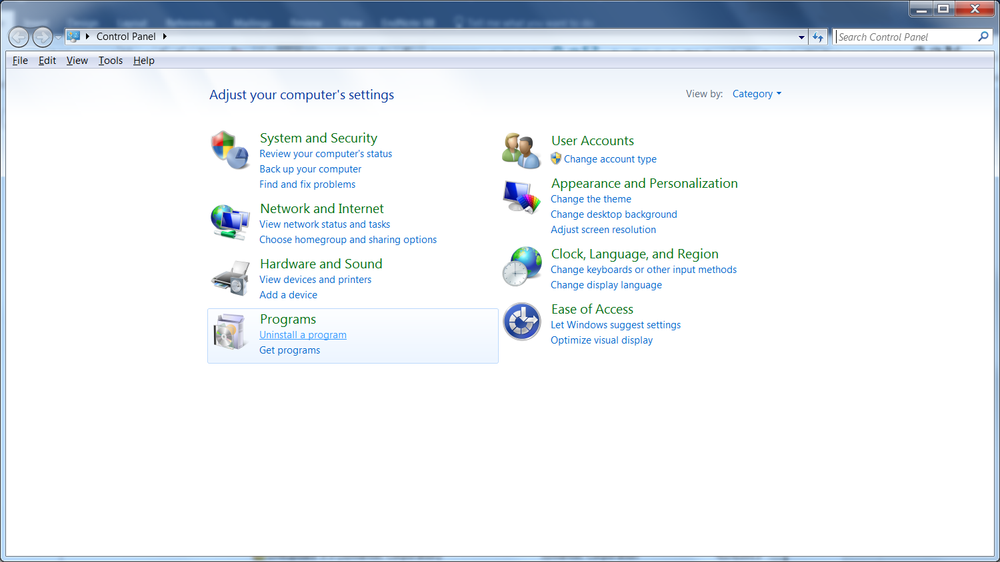 Control Panel
Search Control Panel
File Edit View Tools Help
Adjust your computer's settings
View by: Category
System and Security
Review your computer's status
Back up your computer
Find and fix problems
Network and Internet
View network status and tasks
Choose homegroup and sharing options
Hardware and Sound
View devices and printers
Add a device
Programs
Uninstall a program
Get programs
User Accounts
Change account type
Appearance and Personalization
Change the theme
Change desktop background
Adjust screen resolution
Clock, Language, and Region
Change keyboards or other input methods
Change display language
Ease of Access
Let Windows suggest settings
Optimize visual display